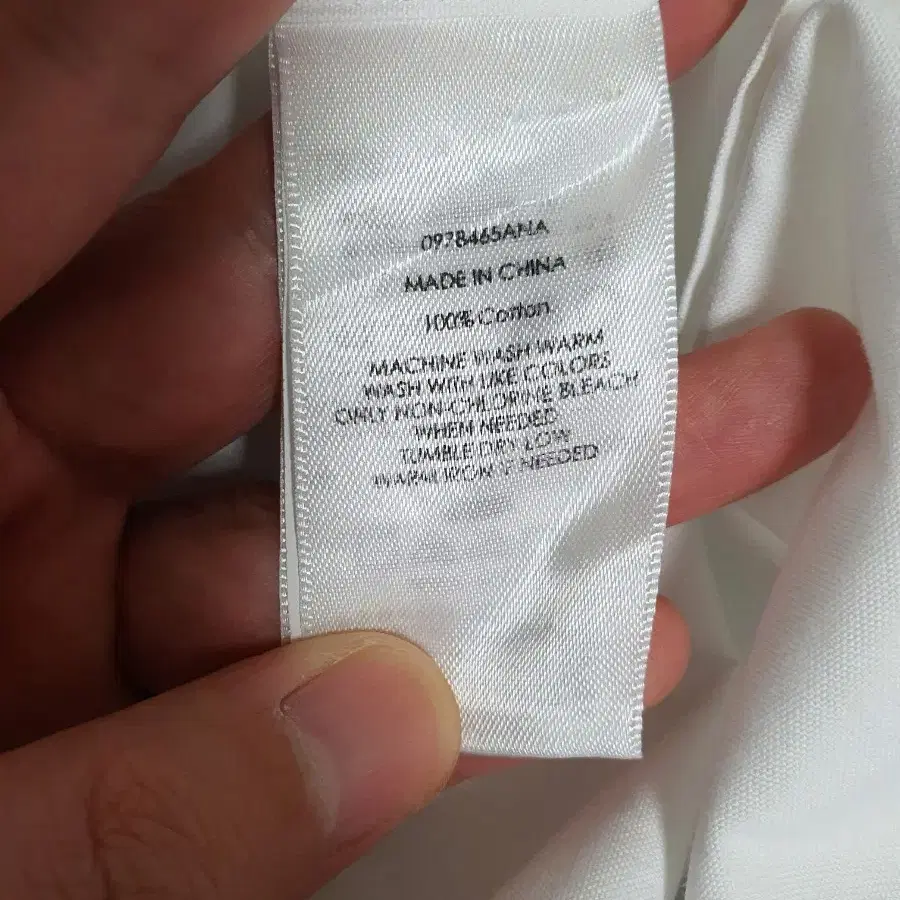 0978465ANA
MADE IN CHINA
100% Cotton
MACHINE WASH WARM
WASH WITH LIKE COLORS
ONLY NON-CHLORINE BLEACH
WHEN NEEDED
TUMBLE DRY LOW
WARM IRON IF NEEDED